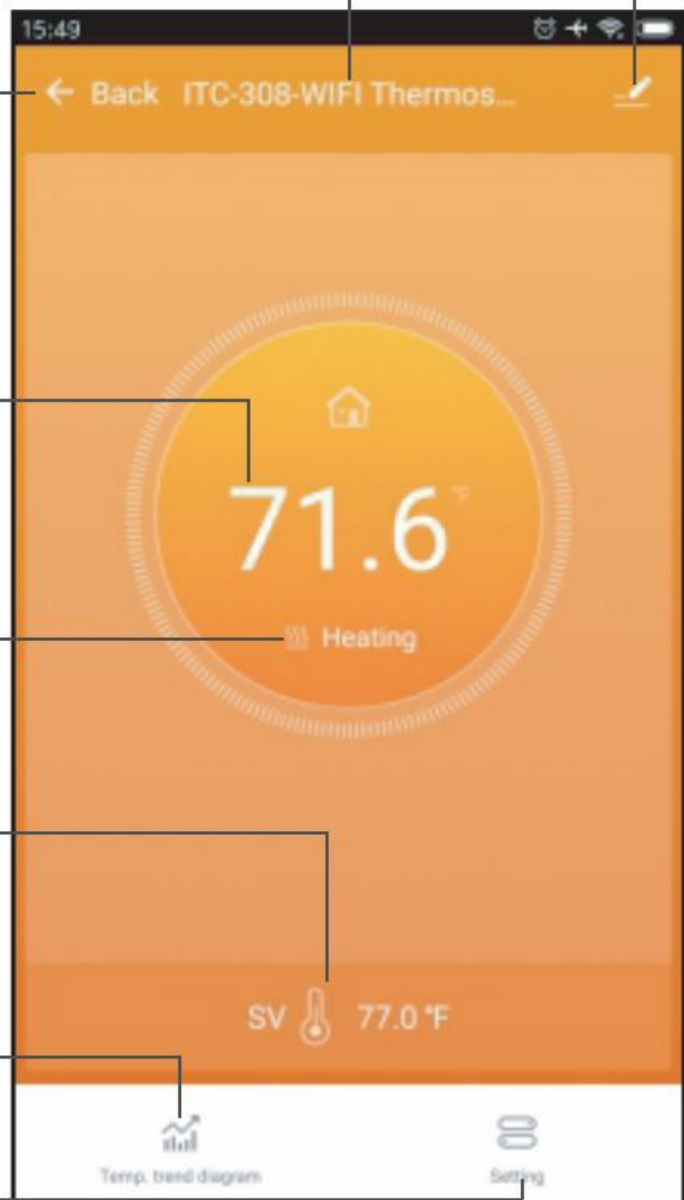 15:49
← Back ITC-308-WIFI Thermos...
71.6 °F
Heating
SV 77.0 °F
Temp. trend diagram
Setting